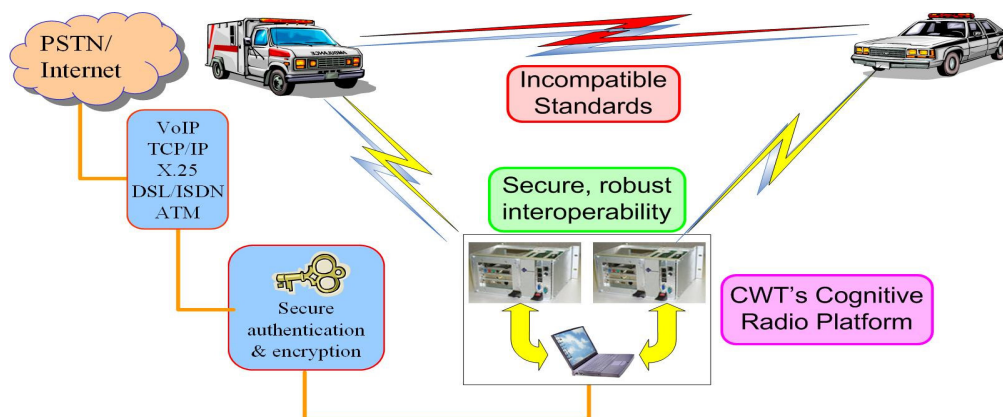 PSTN/
Internet
AMBULANCE
Incompatible
Standards
VoIP
TCP/IP
X.25
DSL/ISDN
ATM
Secure, robust
interoperability
Secure
authentication
& encryption
CWT's Cognitive
Radio Platform